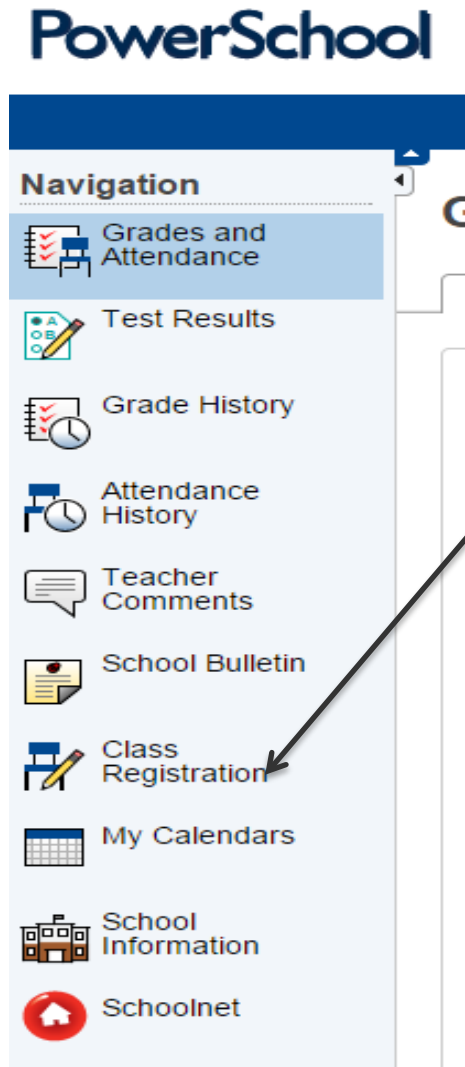 PowerSchool
Navigation
G
Grades and
Attendance
Test Results
Grade History
Attendance
History
Teacher
Comments
School Bulletin
Class
Registration
My Calendars
School
Information
Schoolnet